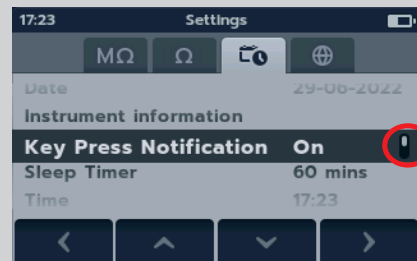 17:23 Settings
MΩ Ω
Date 29-06-2022
Instrument information
Key Press Notification On
Sleep Timer 60 mins
Time 17:23